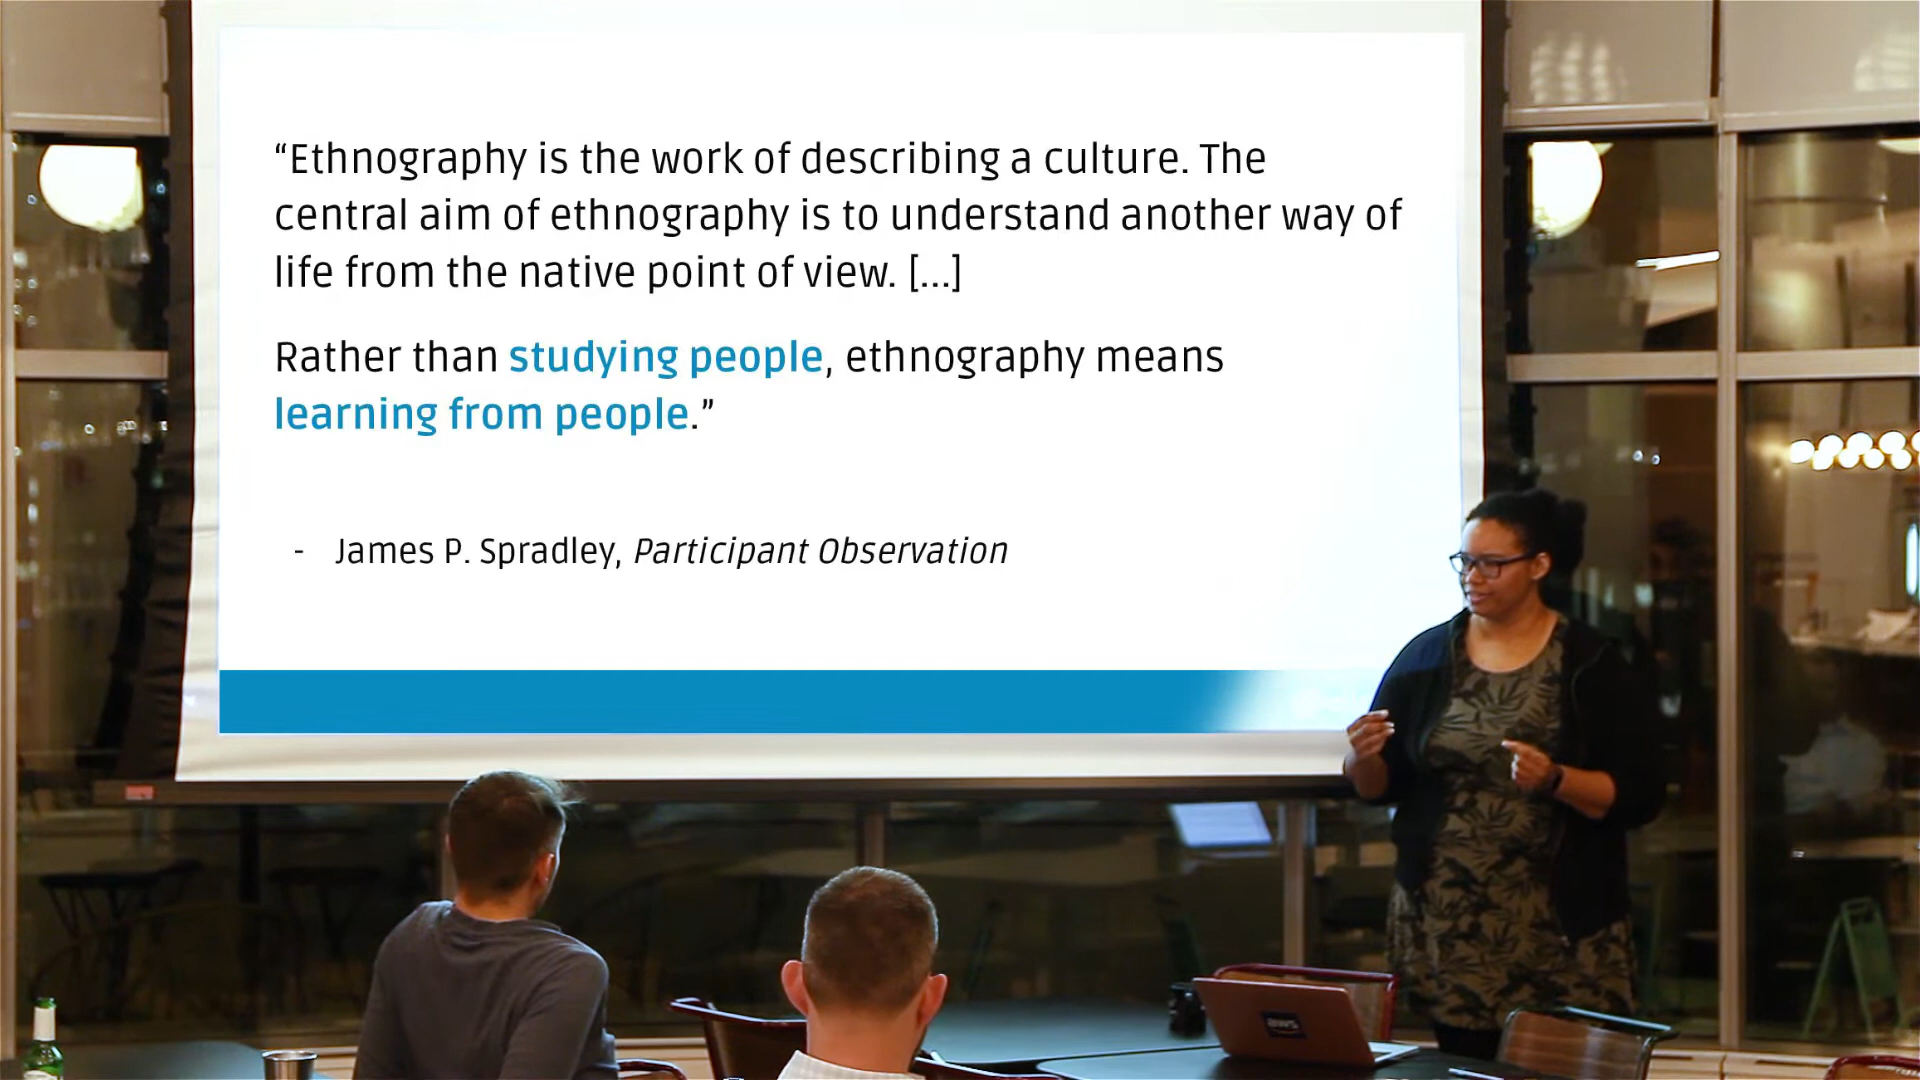 “Ethnography is the work of describing a culture. The
central aim of ethnography is to understand another way of
life from the native point of view. [...]
Rather than studying people, ethnography means
learning from people.”
- James P. Spradley, Participant Observation
aws